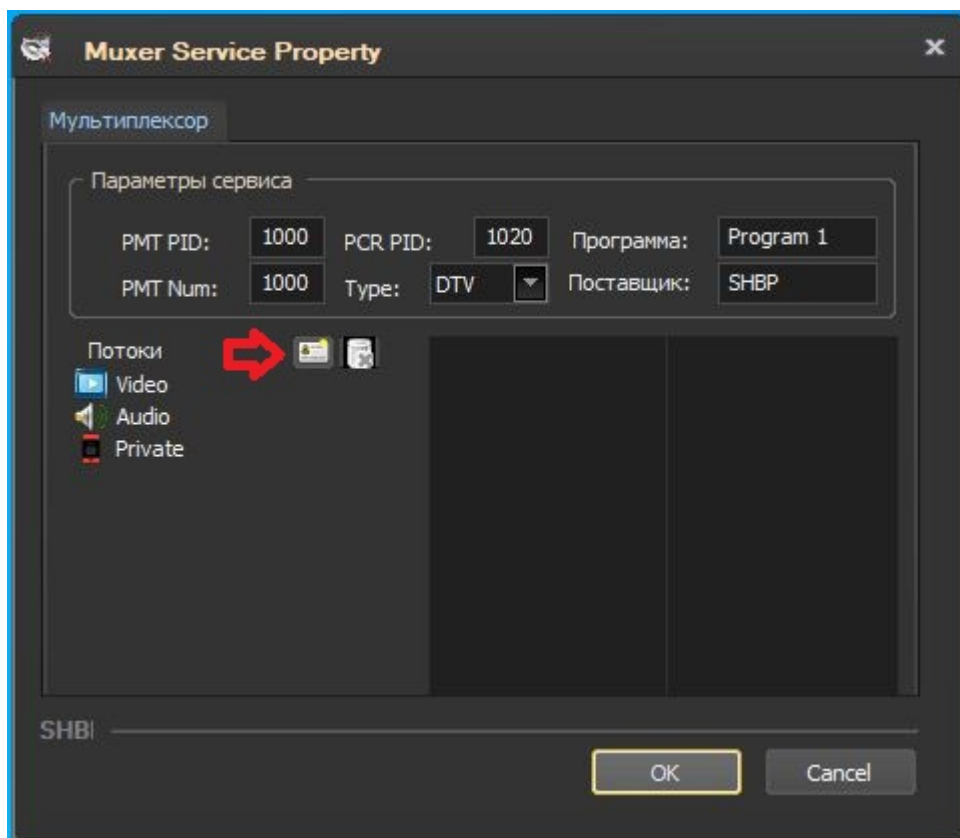 Muxer Service Property
Мультиплексор
Параметры сервиса
PMT PID: 1000 PCR PID: 1020 Программа: Program 1
PMT Num: 1000 Type: DTV Поставщик: SHBP
Потоки
Video
Audio
Private
SHB
OK Cancel